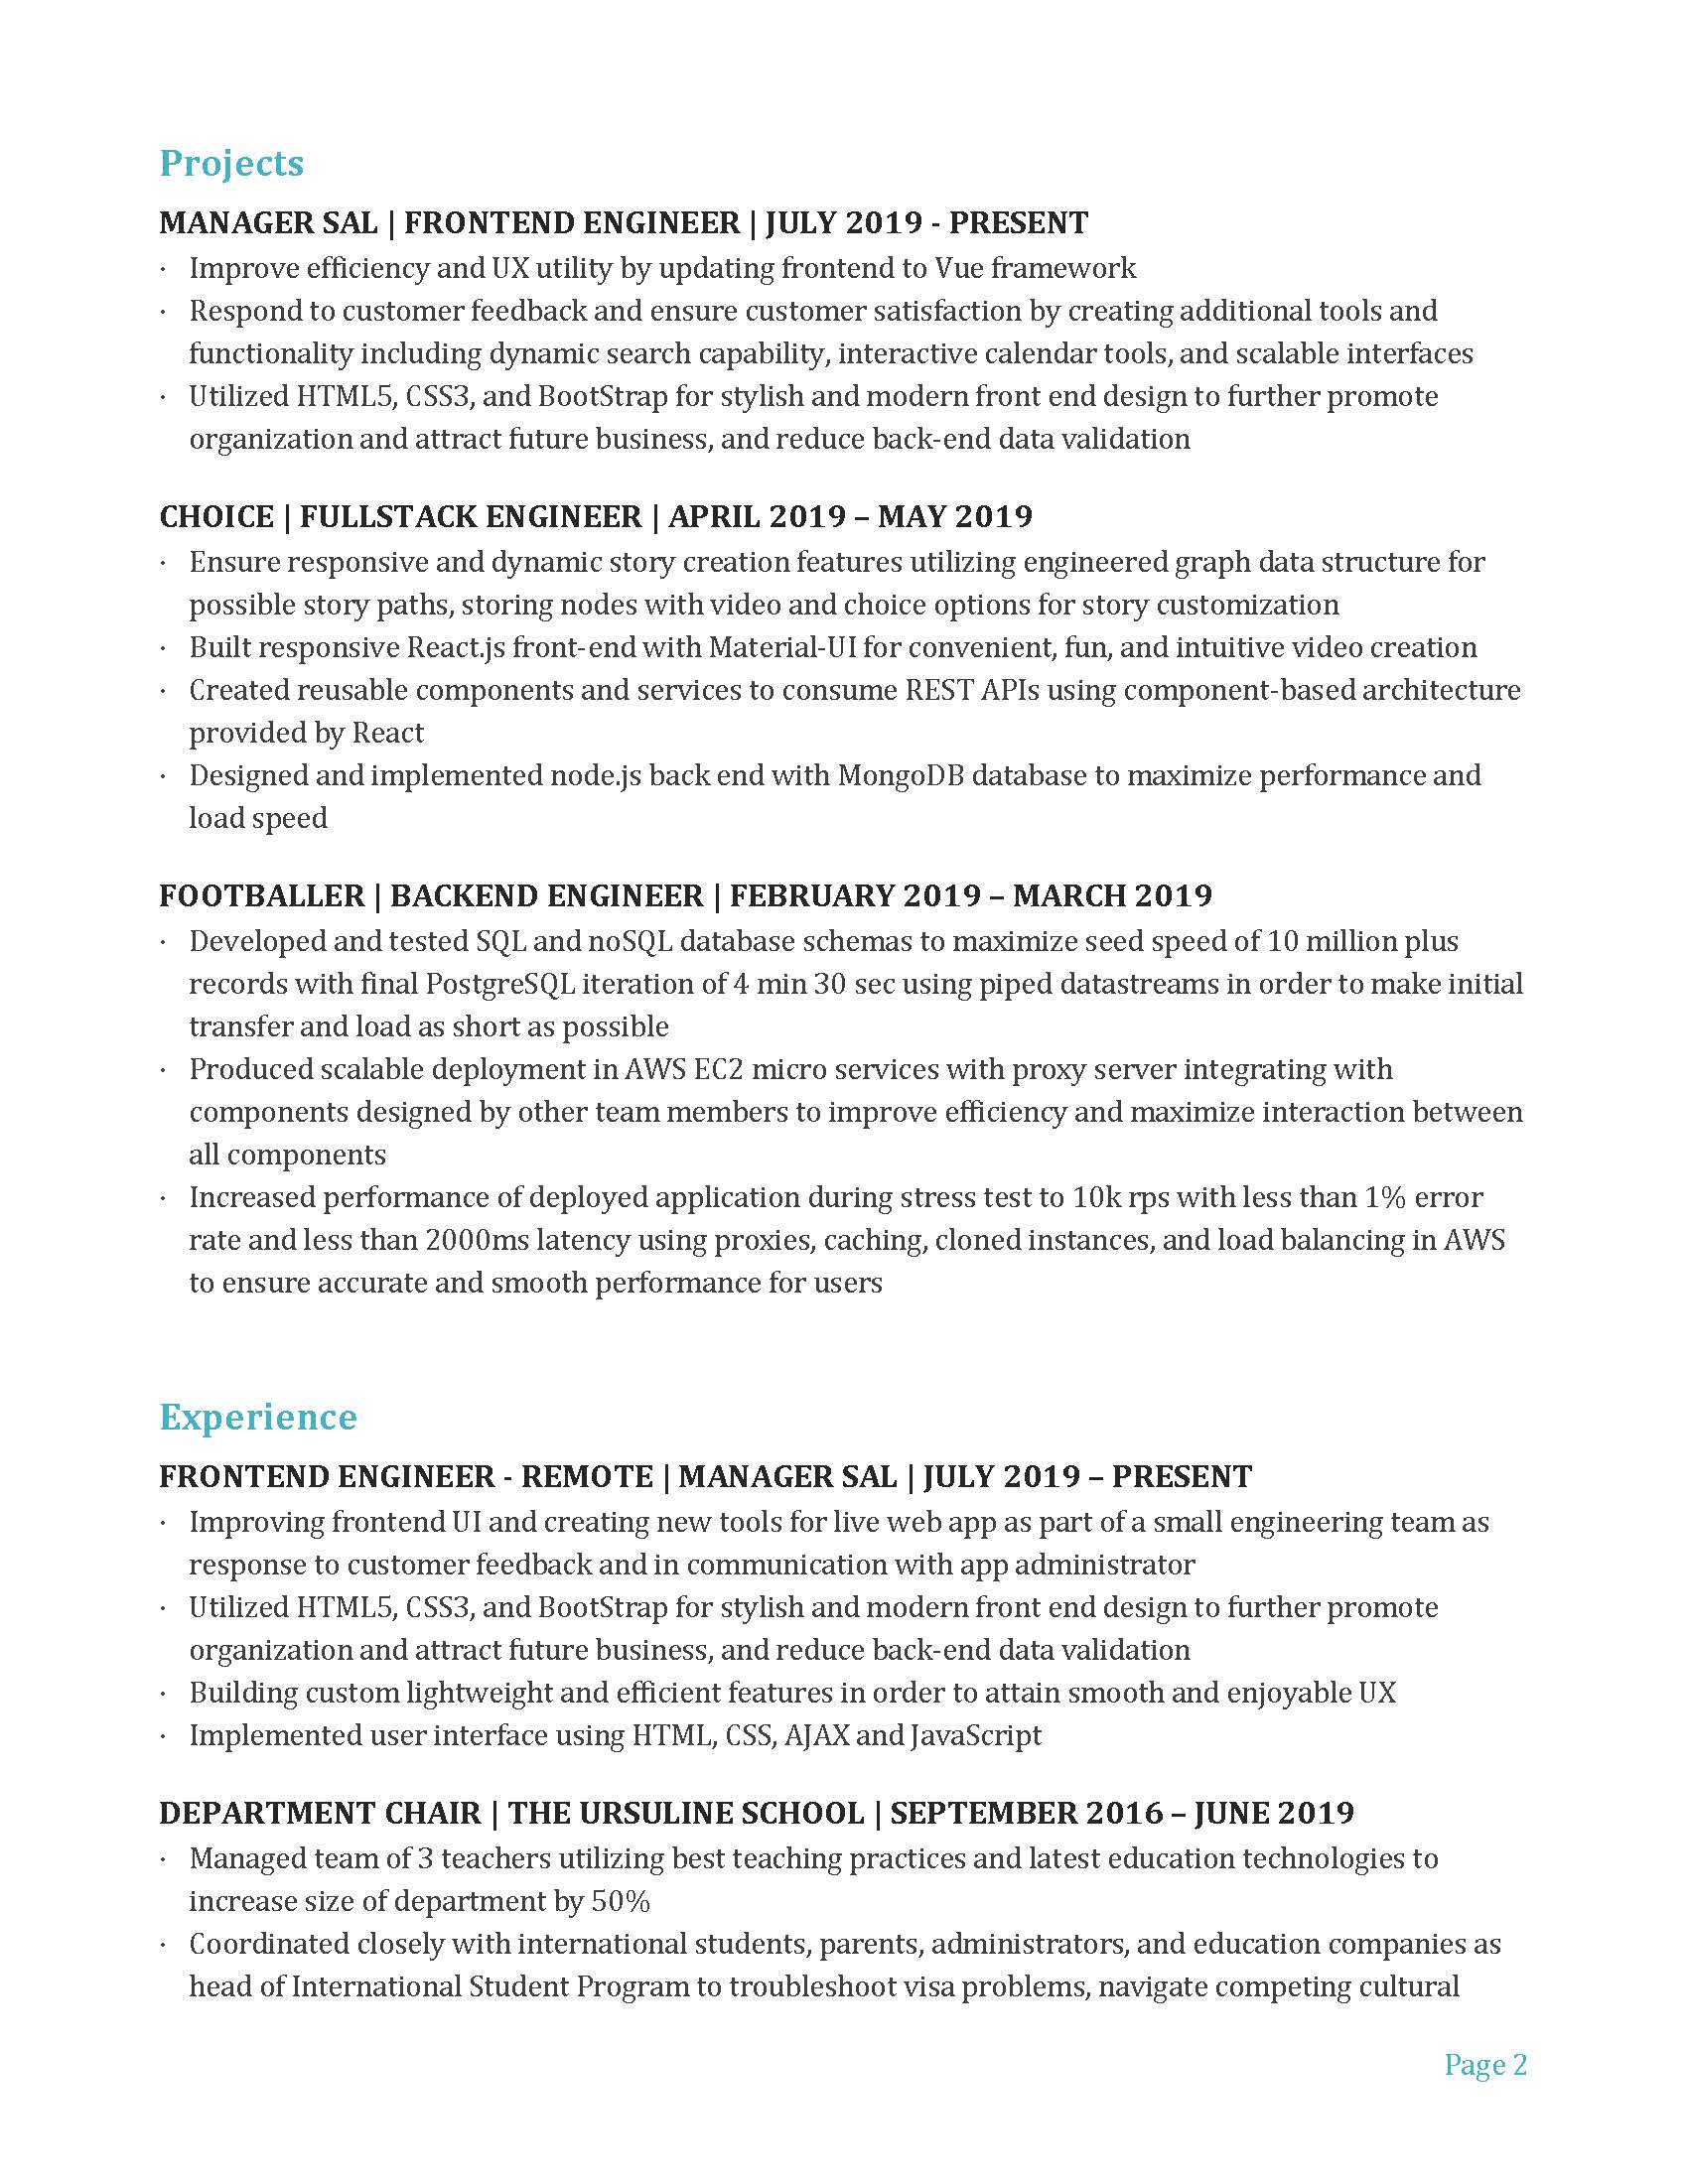 Projects
MANAGER SAL | FRONTEND ENGINEER | JULY 2019 - PRESENT
· Improve efficiency and UX utility by updating frontend to Vue framework
· Respond to customer feedback and ensure customer satisfaction by creating additional tools and
functionality including dynamic search capability, interactive calendar tools, and scalable interfaces
· Utilized HTML5, CSS3, and BootStrap for stylish and modern front end design to further promote
organization and attract future business, and reduce back-end data validation
CHOICE | FULLSTACK ENGINEER | APRIL 2019 – MAY 2019
· Ensure responsive and dynamic story creation features utilizing engineered graph data structure for
possible story paths, storing nodes with video and choice options for story customization
· Built responsive React.js front-end with Material-UI for convenient, fun, and intuitive video creation
· Created reusable components and services to consume REST APIs using component-based architecture
provided by React
· Designed and implemented node.js back end with MongoDB database to maximize performance and
load speed
FOOTBALLER | BACKEND ENGINEER | FEBRUARY 2019 – MARCH 2019
· Developed and tested SQL and noSQL database schemas to maximize seed speed of 10 million plus
records with final PostgreSQL iteration of 4 min 30 sec using piped datastreams in order to make initial
transfer and load as short as possible
· Produced scalable deployment in AWS EC2 micro services with proxy server integrating with
components designed by other team members to improve efficiency and maximize interaction between
all components
· Increased performance of deployed application during stress test to 10k rps with less than 1% error
rate and less than 2000ms latency using proxies, caching, cloned instances, and load balancing in AWS
to ensure accurate and smooth performance for users
Experience
FRONTEND ENGINEER - REMOTE | MANAGER SAL | JULY 2019 – PRESENT
· Improving frontend UI and creating new tools for live web app as part of a small engineering team as
response to customer feedback and in communication with app administrator
· Utilized HTML5, CSS3, and BootStrap for stylish and modern front end design to further promote
organization and attract future business, and reduce back-end data validation
· Building custom lightweight and efficient features in order to attain smooth and enjoyable UX
· Implemented user interface using HTML, CSS, AJAX and JavaScript
DEPARTMENT CHAIR | THE URSULINE SCHOOL | SEPTEMBER 2016 – JUNE 2019
· Managed team of 3 teachers utilizing best teaching practices and latest education technologies to
increase size of department by 50%
· Coordinated closely with international students, parents, administrators, and education companies as
head of International Student Program to troubleshoot visa problems, navigate competing cultural
Page 2